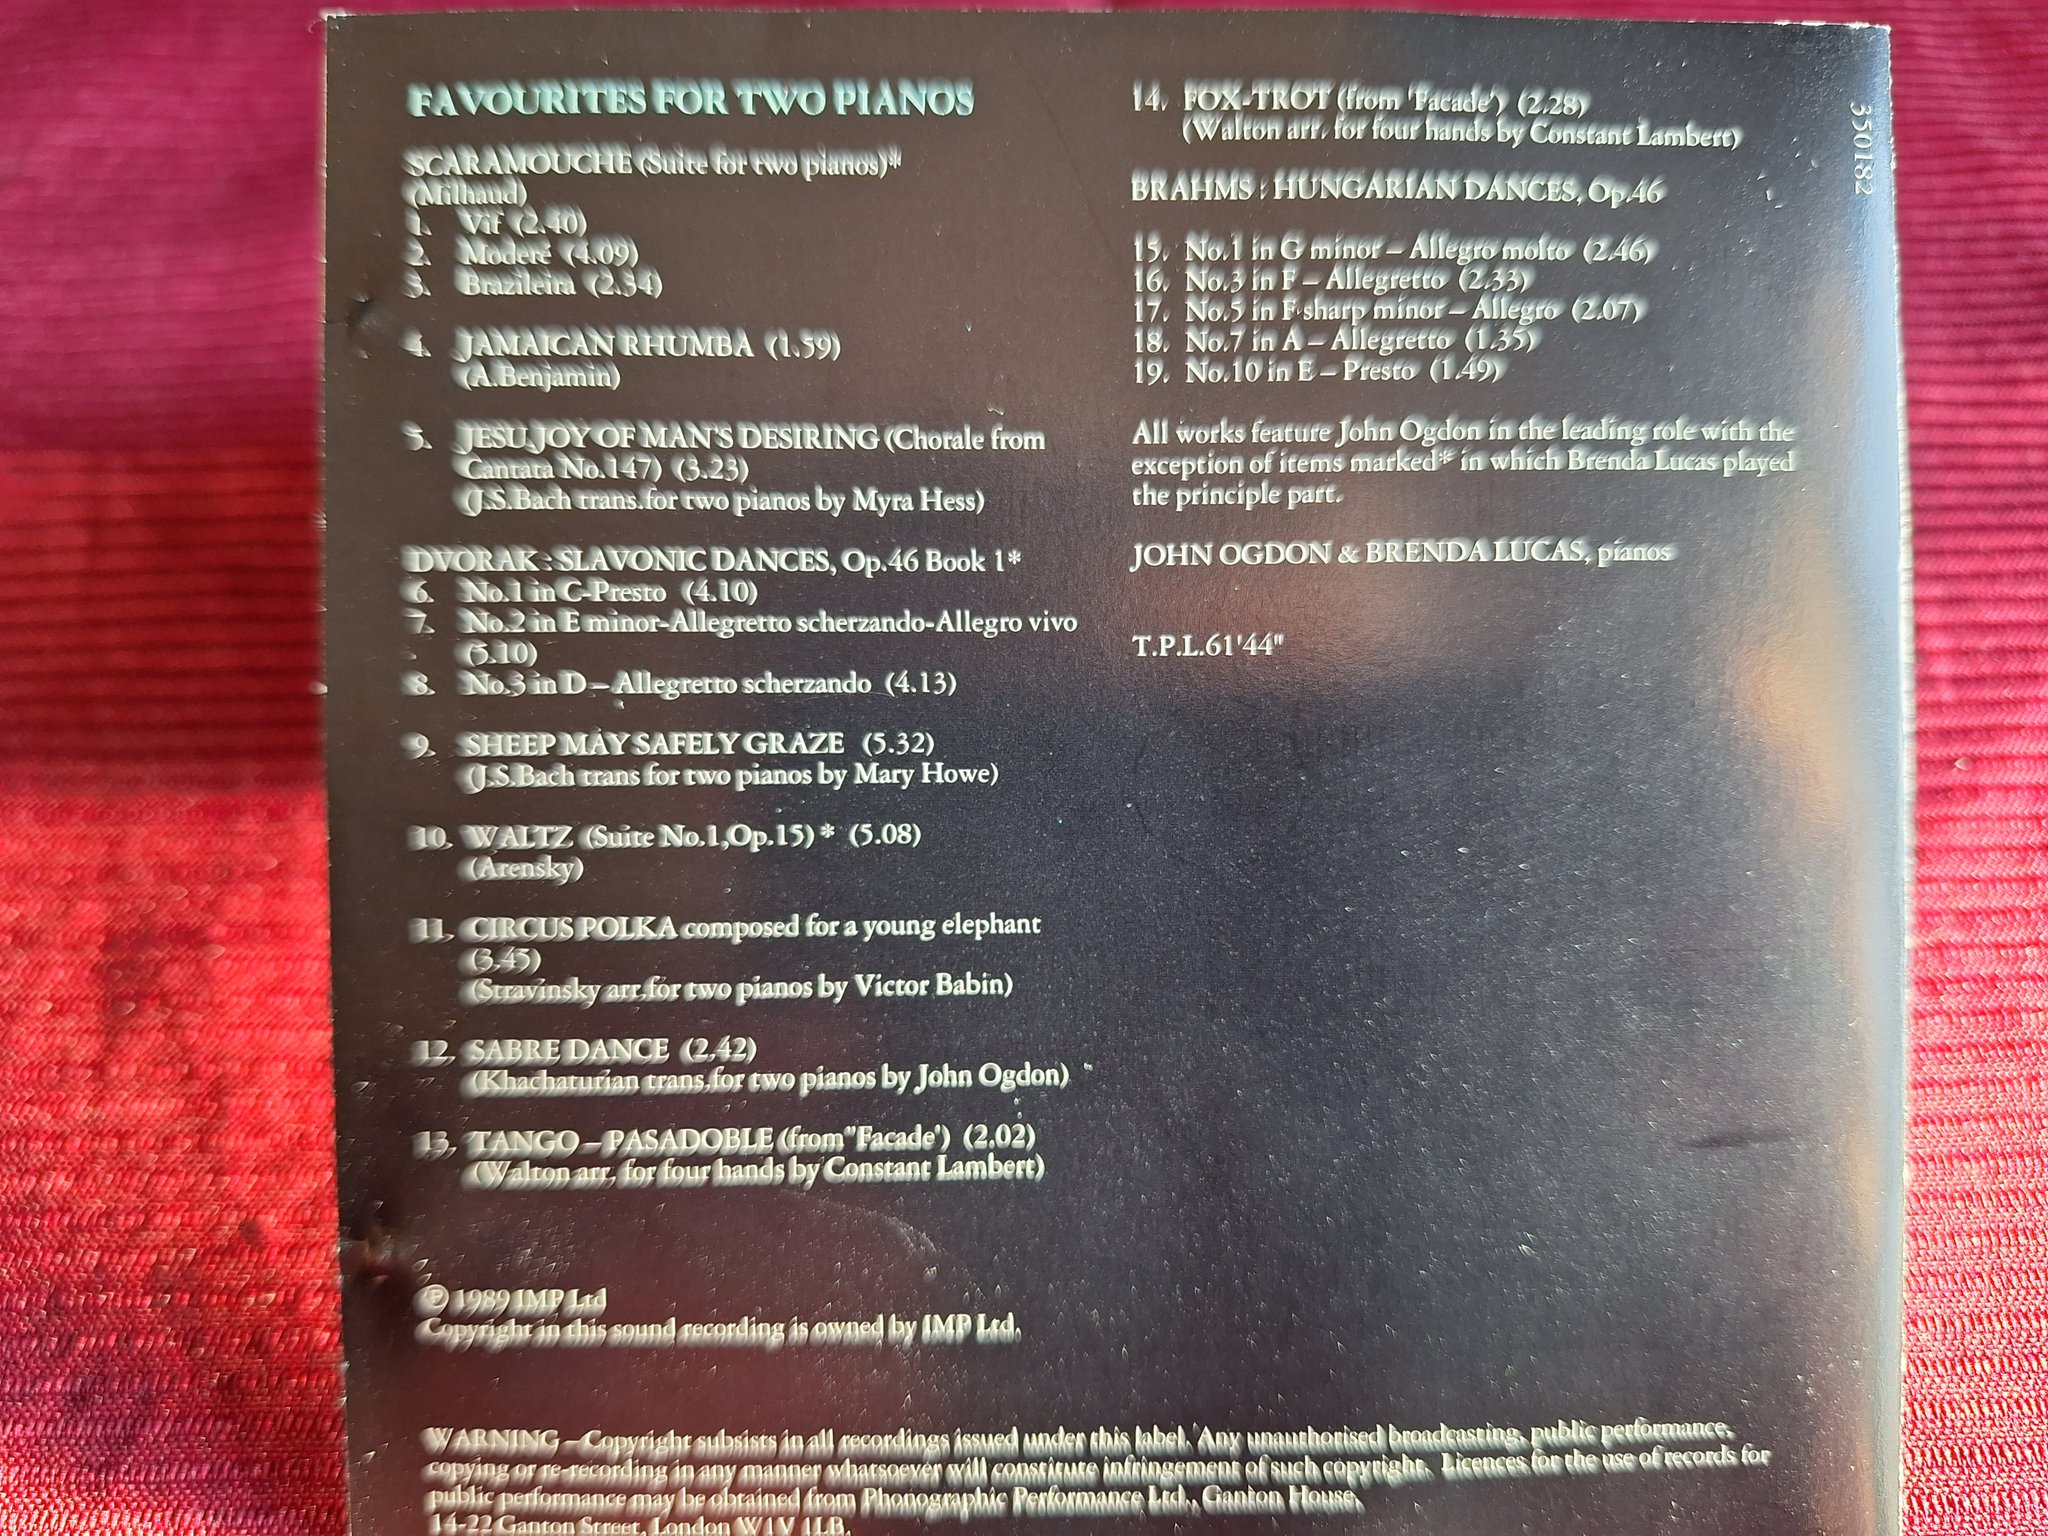 FAVOURITES FOR TWO PIANOS
SCARAMOUCHE (Suite for two pianos)*
(Milhaud)
1. Vif (2.40)
2. Moderé (4.09)
3. Brazileira (2.34)
4. JAMAICAN RHUMBA (1.59)
(A.Benjamin)
5. JESU, JOY OF MAN'S DESIRING (Chorale from
Cantata No.147) (3.23)
(J.S.Bach trans.for two pianos by Myra Hess)
DVORAK : SLAVONIC DANCES, Op.46 Book 1*
6. No.1 in C-Presto (4.10)
7. No.2 in E minor-Allegretto scherzando-Allegro vivo
(5.10)
8. No.3 in D – Allegretto scherzando (4.13)
9. SHEEP MAY SAFELY GRAZE (5.32)
(J.S.Bach trans for two pianos by Mary Howe)
10. WALTZ (Suite No.1,Op.15) * (5.08)
(Arensky)
11. CIRCUS POLKA composed for a young elephant
(3.45)
(Stravinsky arr.for two pianos by Victor Babin)
12. SABRE DANCE (2.42)
(Khachaturian trans.for two pianos by John Ogdon)
13. TANGO – PASADOBLE (from "Facade') (2.02)
(Walton arr. for four hands by Constant Lambert)
℗ 1989 IMP Ltd
Copyright in this sound recording is owned by IMP Ltd.
14. FOX-TROT (from 'Facade') (2.28)
(Walton arr. for four hands by Constant Lambert)
BRAHMS : HUNGARIAN DANCES, Op.46
15. No.1 in G minor – Allegro molto (2.46)
16. No.3 in F – Allegretto (2.33)
17. No.5 in F sharp minor – Allegro (2.07)
18. No.7 in A – Allegretto (1.35)
19. No.10 in E – Presto (1.49)
All works feature John Ogdon in the leading role with the
exception of items marked* in which Brenda Lucas played
the principle part.
JOHN OGDON & BRENDA LUCAS, pianos
T.P.L.61'44"
350182
WARNING – Copyright subsists in all recordings issued under this label. Any unauthorised broadcasting, public performance,
copying or re-recording in any manner whatsoever will constitute infringement of such copyright. Licences for the use of records for
public performance may be obtained from Phonographic Performance Ltd., Ganton House,
14-22 Ganton Street, London W1V 1LB.